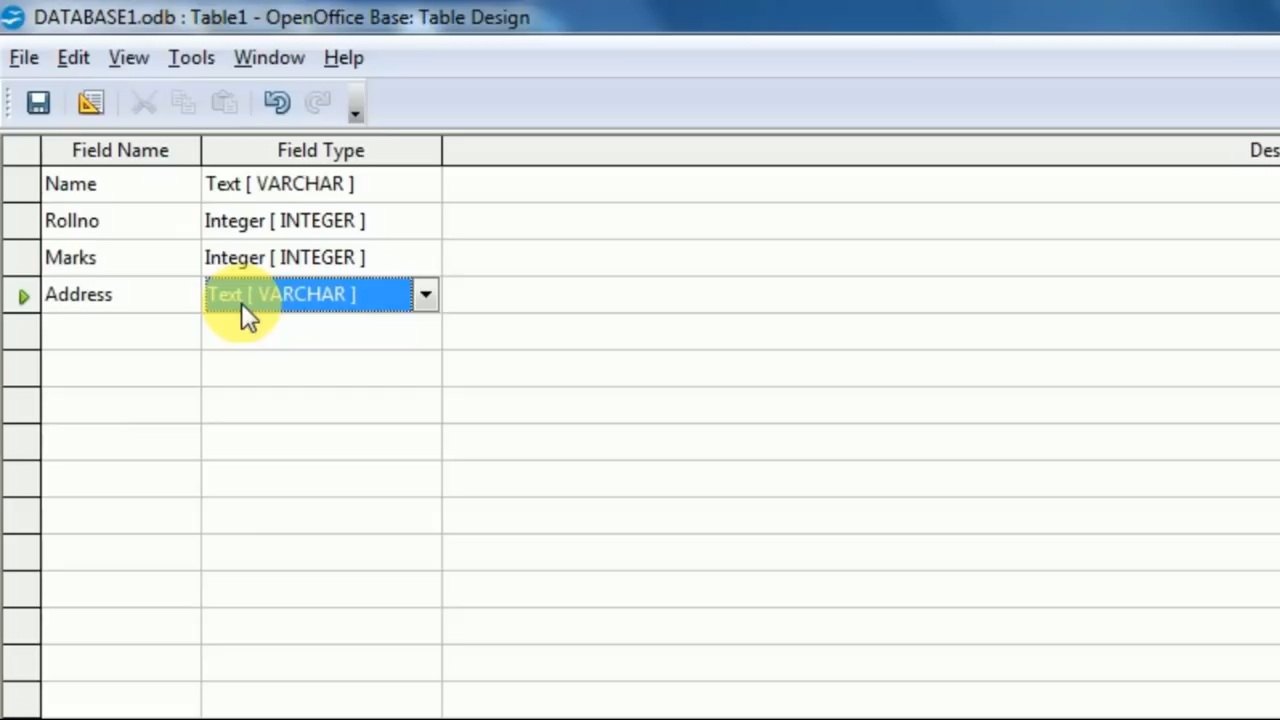 DATABASE1.odb : Table1 - OpenOffice Base: Table Design
File Edit View Tools Window Help
Field Name Field Type Des
Name Text [ VARCHAR ]
Rollno Integer [ INTEGER ]
Marks Integer [ INTEGER ]
Address Text [ VARCHAR ]